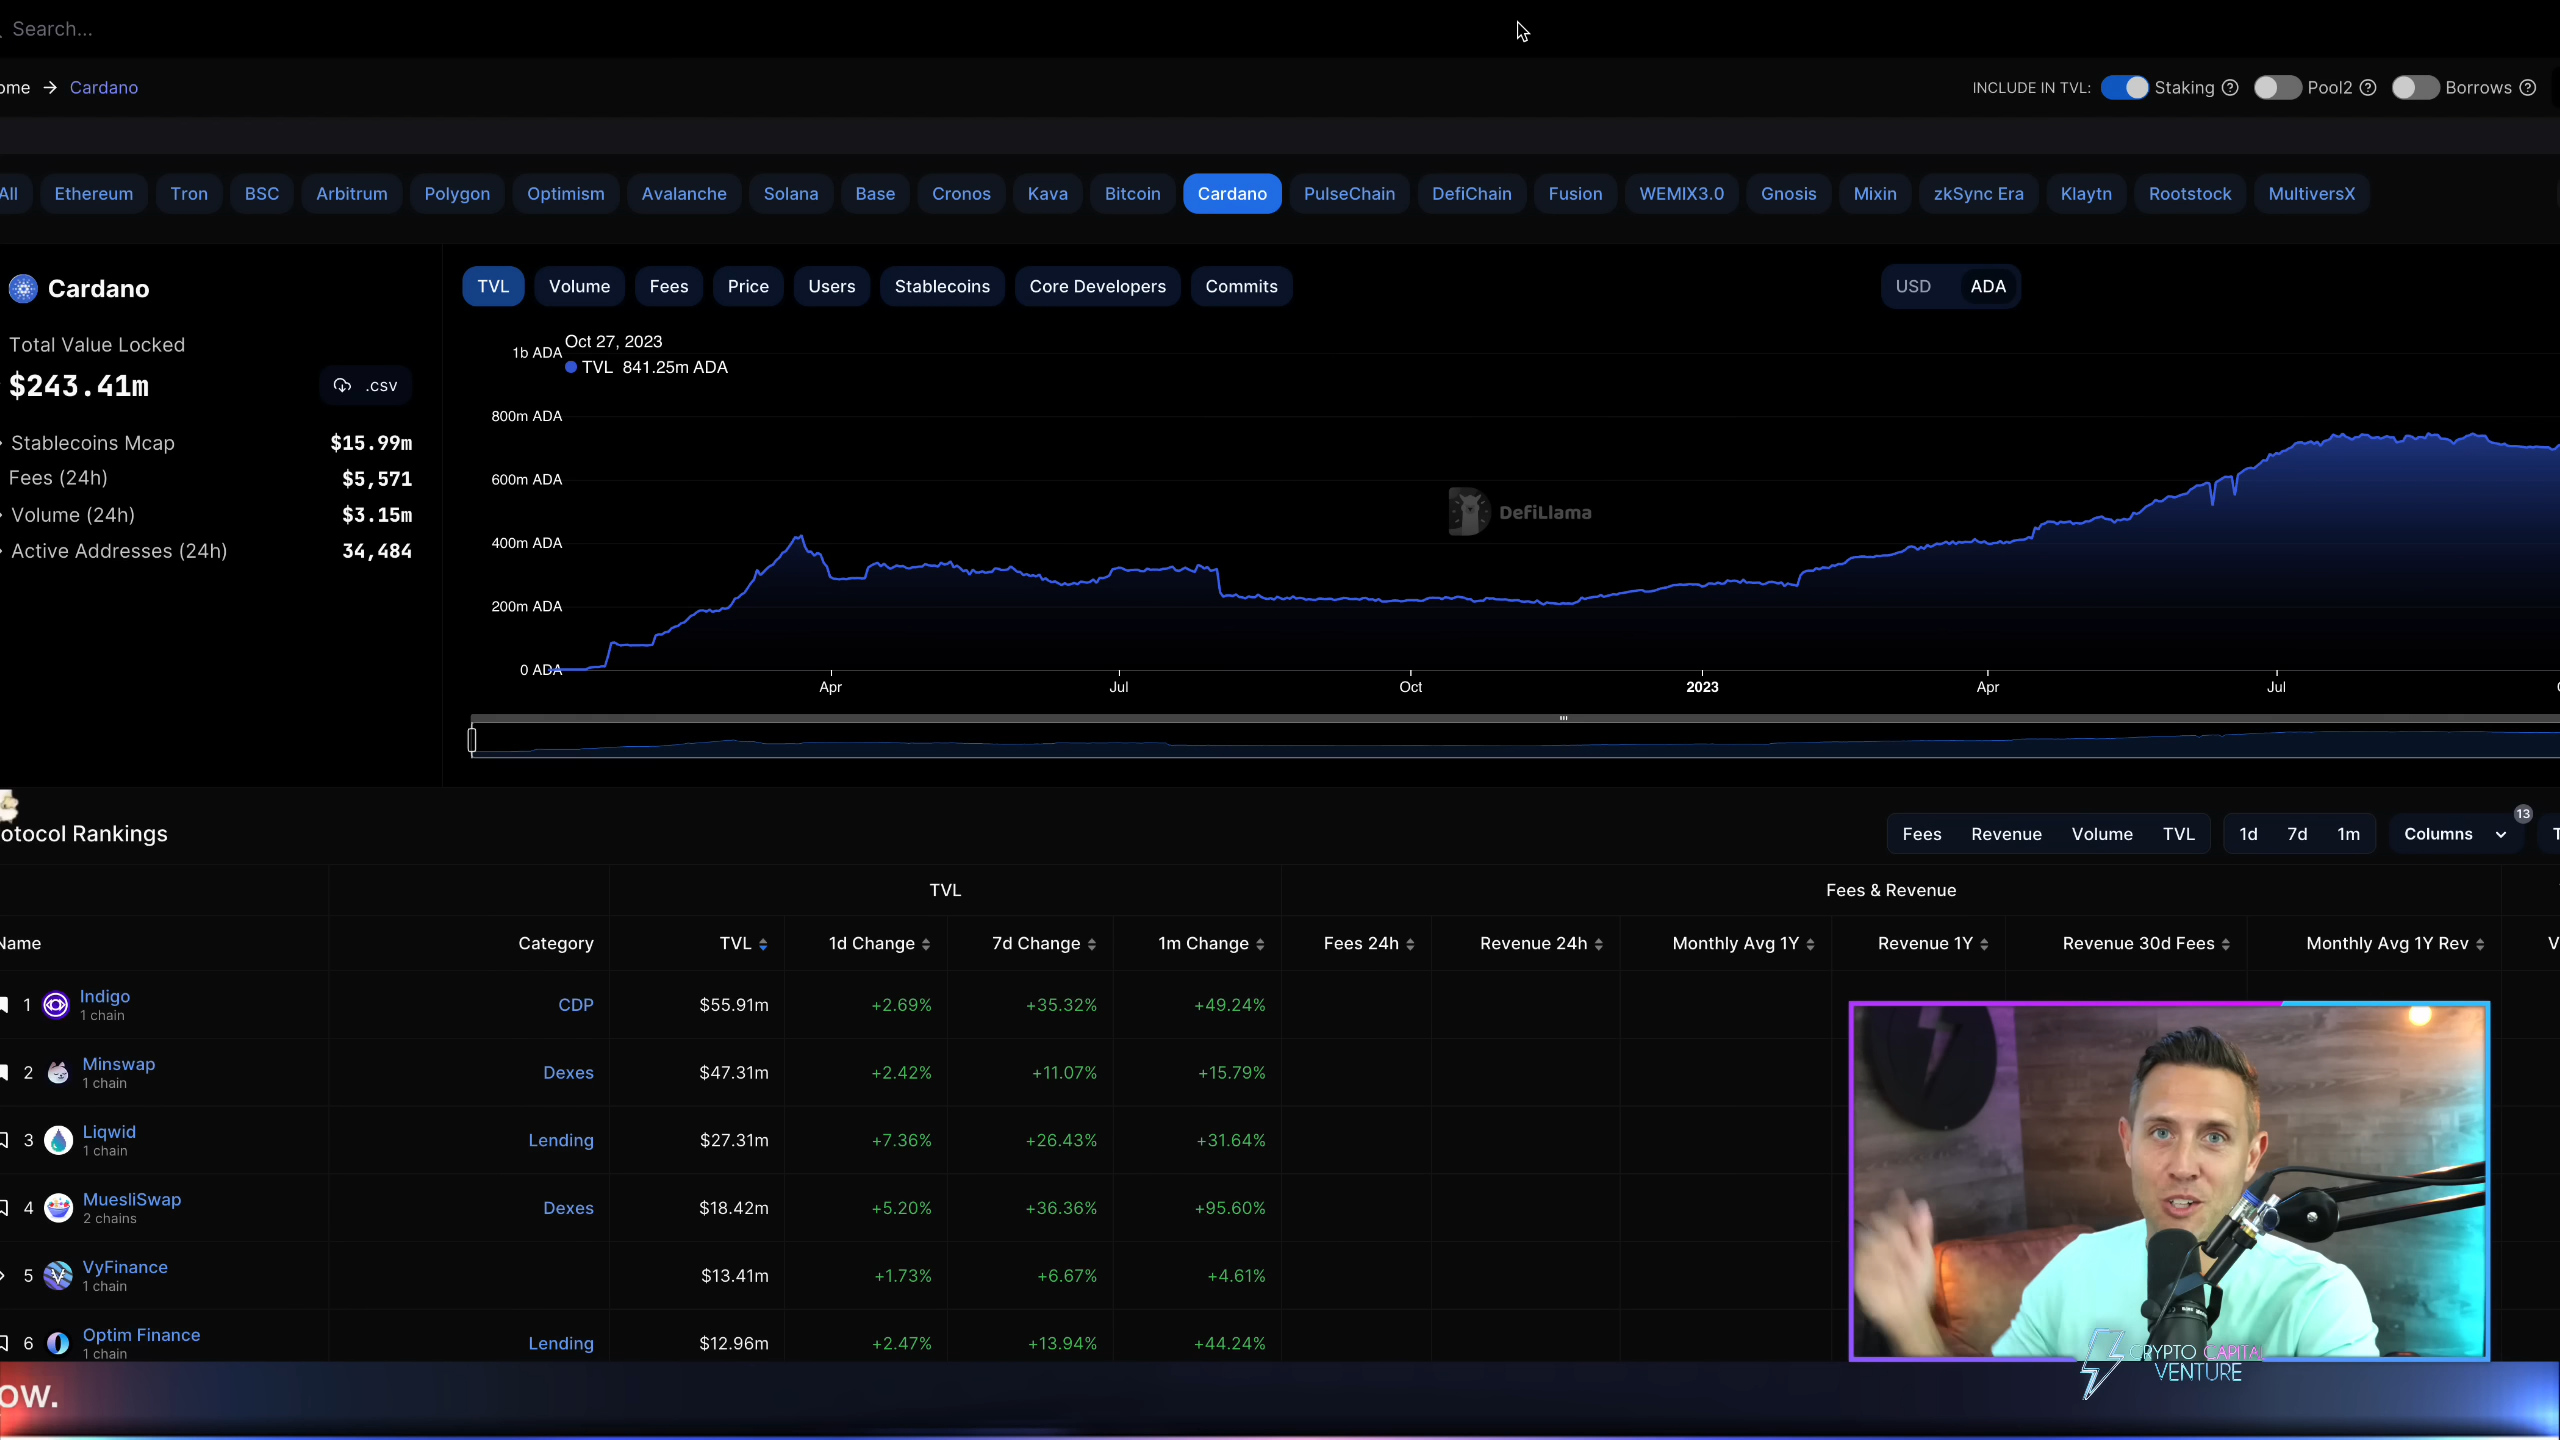 Search...
ome → Cardano
INCLUDE IN TVL: Staking Pool2 Borrows
All Ethereum Tron BSC Arbitrum Polygon Optimism Avalanche Solana Base Cronos Kava Bitcoin Cardano PulseChain DefiChain Fusion WEMIX3.0 Gnosis Mixin zkSync Era Klaytn Rootstock MultiversX
Cardano
Total Value Locked
$243.41m
.csv
Stablecoins Mcap $15.99m
Fees (24h) $5,571
Volume (24h) $3.15m
Active Addresses (24h) 34,484
TVL Volume Fees Price Users Stablecoins Core Developers Commits
USD ADA
Oct 27, 2023
TVL 841.25m ADA
1b ADA
800m ADA
600m ADA
400m ADA
200m ADA
0 ADA
DefiLlama
Apr Jul Oct 2023 Apr Jul
otocol Rankings
Fees Revenue Volume TVL
1d 7d 1m
Columns
13
TVL Fees & Revenue
Name Category TVL 1d Change 7d Change 1m Change Fees 24h Revenue 24h Monthly Avg 1Y Revenue 1Y Revenue 30d Fees Monthly Avg 1Y Rev V
1 Indigo CDP $55.91m +2.69% +35.32% +49.24%
1 chain
2 Minswap Dexes $47.31m +2.42% +11.07% +15.79%
1 chain
3 Liqwid Lending $27.31m +7.36% +26.43% +31.64%
1 chain
4 MuesliSwap Dexes $18.42m +5.20% +36.36% +95.60%
2 chains
5 VyFinance $13.41m +1.73% +6.67% +4.61%
1 chain
6 Optim Finance Lending $12.96m +2.47% +13.94% +44.24%
1 chain
CRYPTO CAPITAL
VENTURE
ow.